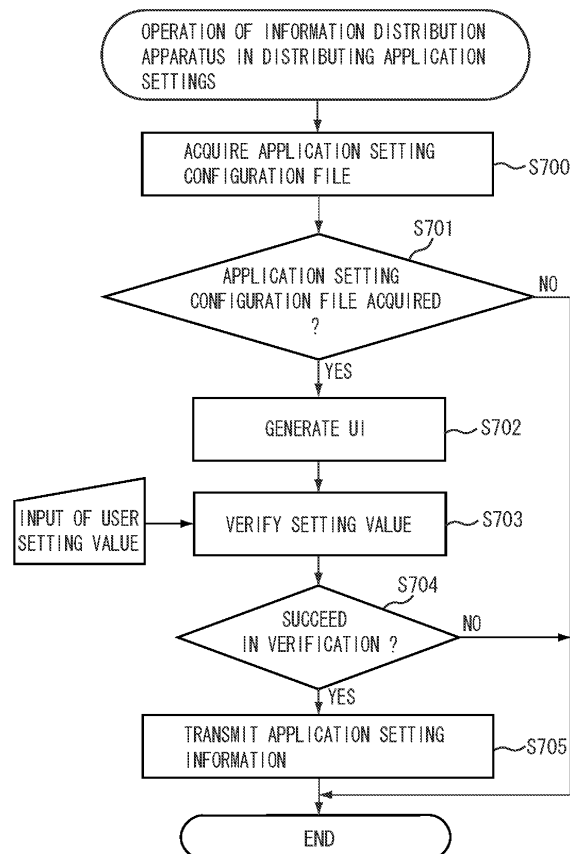 OPERATION OF INFORMATION DISTRIBUTION
APPARATUS IN DISTRIBUTING APPLICATION
SETTINGS
ACQUIRE APPLICATION SETTING
CONFIGURATION FILE
S700
S701
APPLICATION SETTING
CONFIGURATION FILE ACQUIRED
?
NO
YES
GENERATE UI
S702
INPUT OF USER
SETTING VALUE
VERIFY SETTING VALUE
S703
S704
SUCCEED
IN VERIFICATION ?
NO
YES
TRANSMIT APPLICATION SETTING
INFORMATION
S705
END